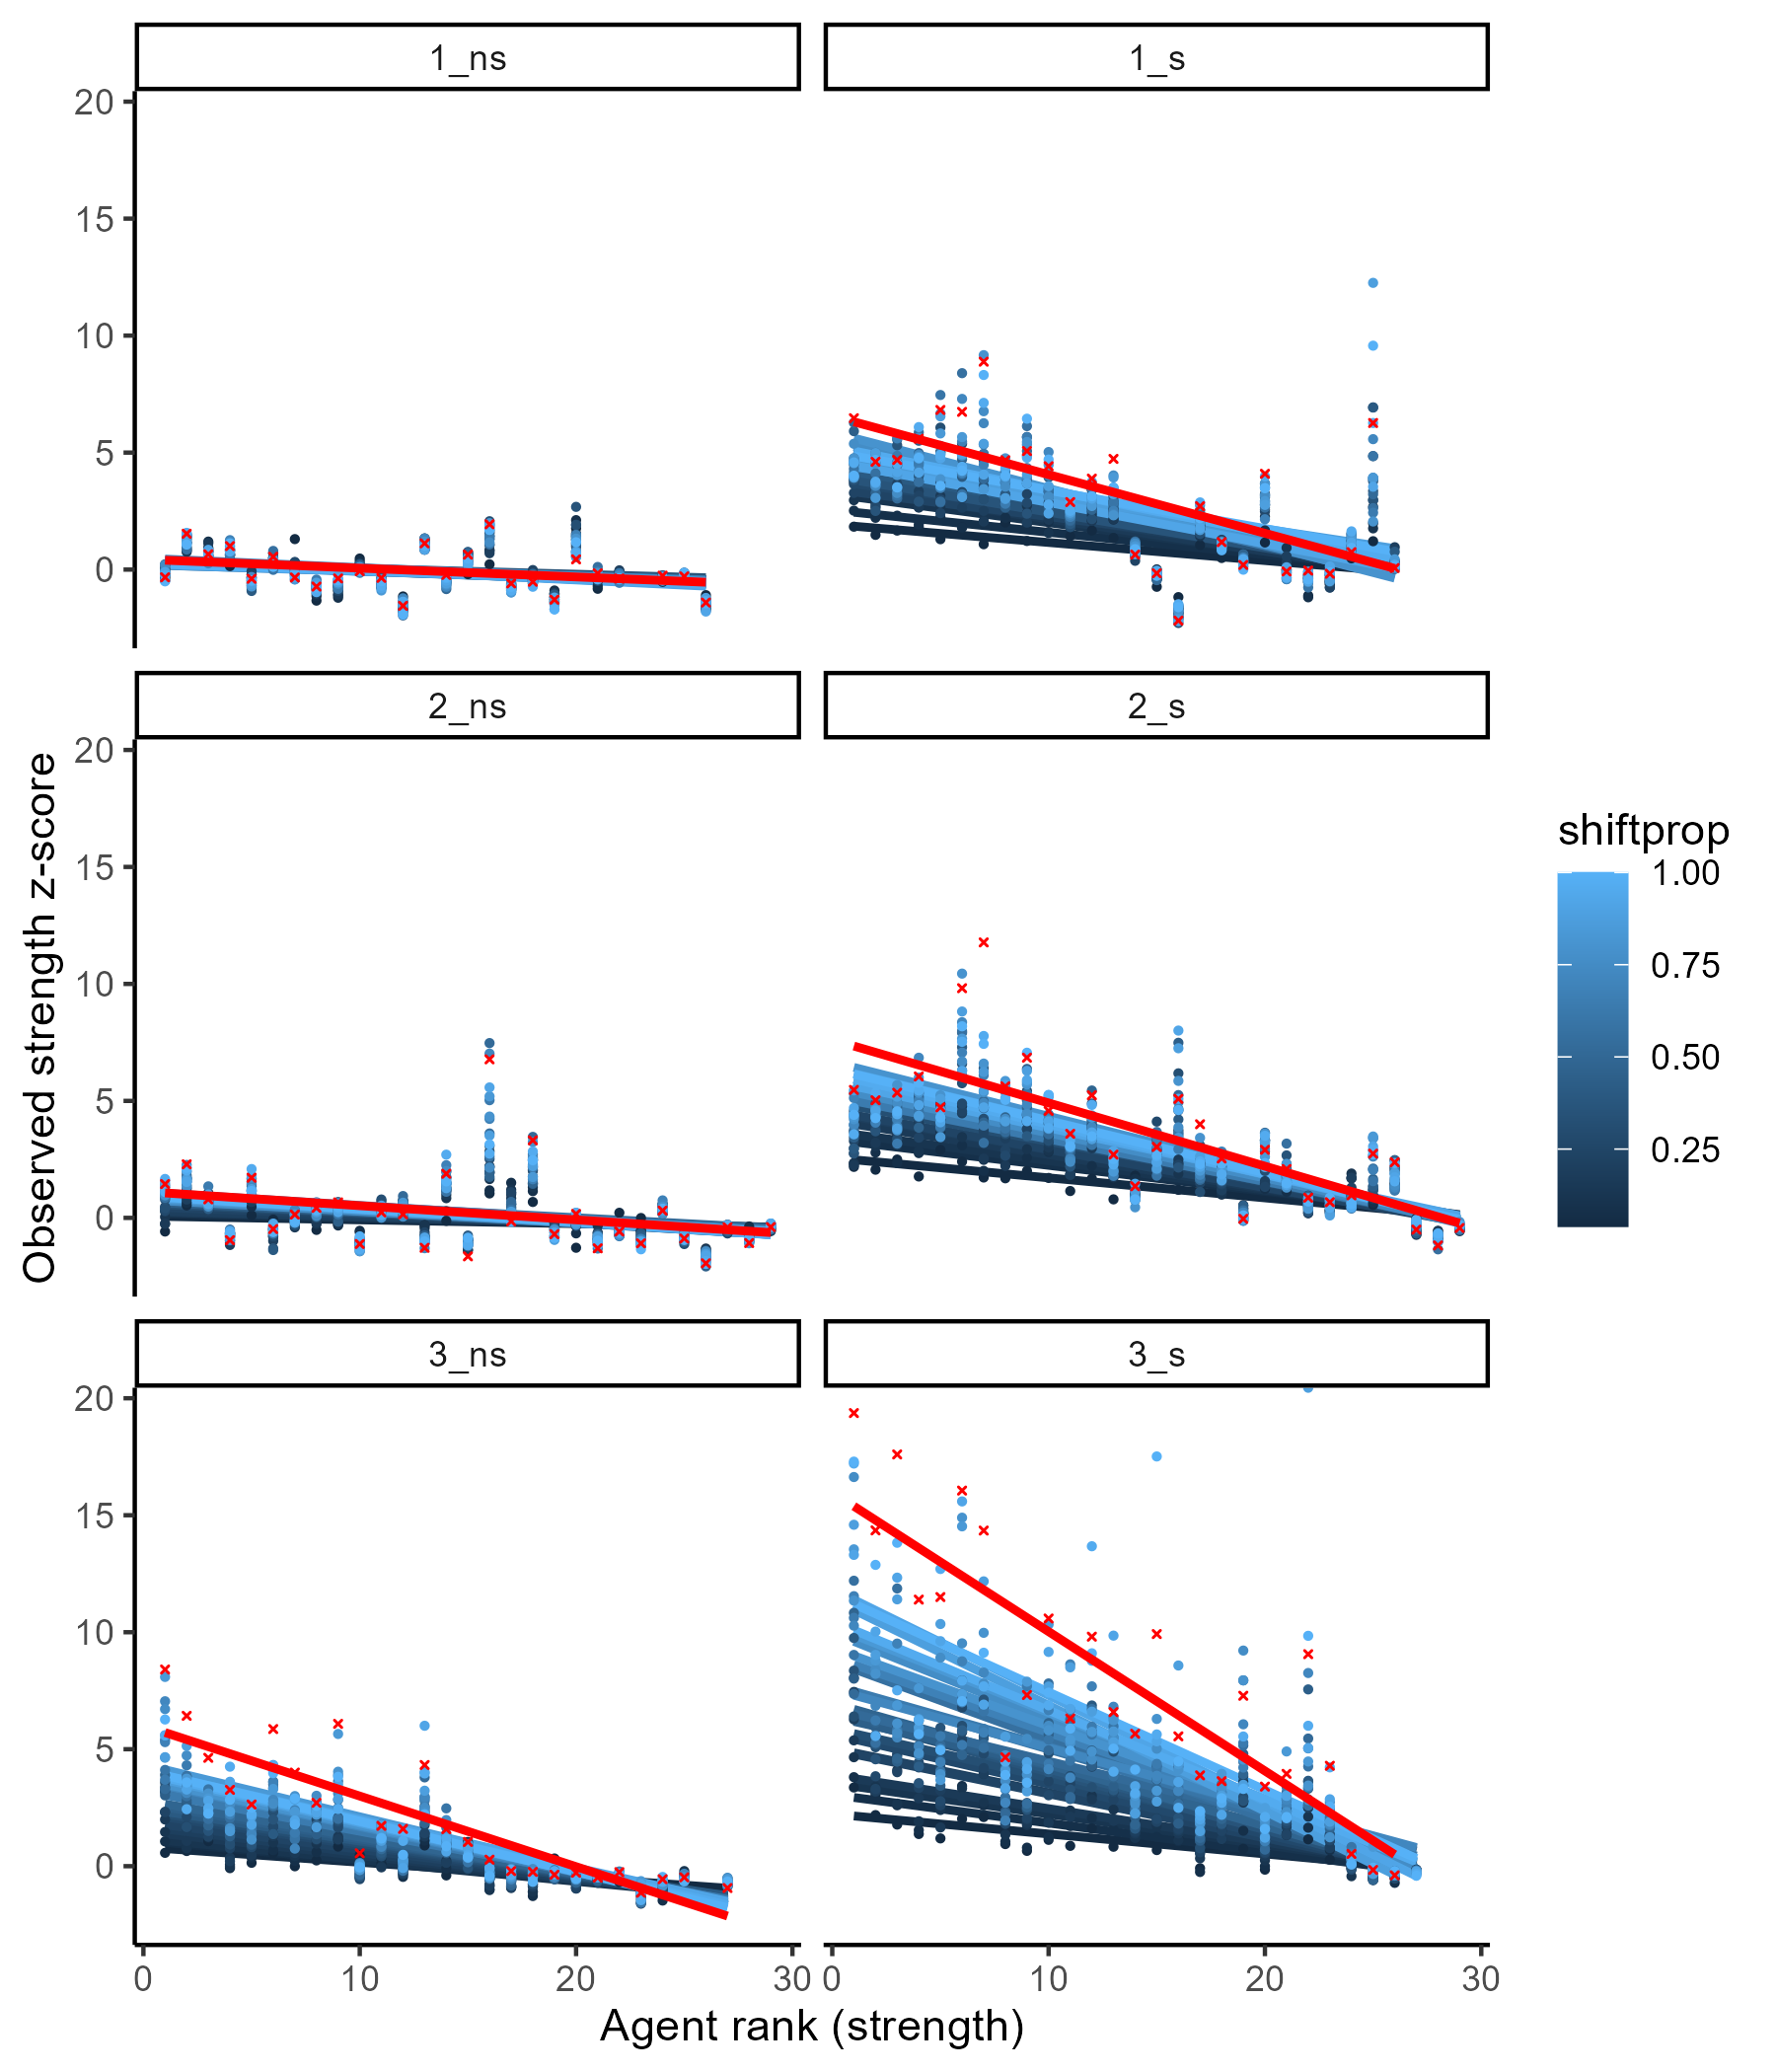 1_ns
1_s
20
15
10
5
0
2_ns
2_s
20
15
10
5
0
Observed strength z-score
shiftprop
1.00
0.75
0.50
0.25
3_ns
3_s
20
15
10
5
0
0 10 20 30 0 10 20 30
Agent rank (strength)